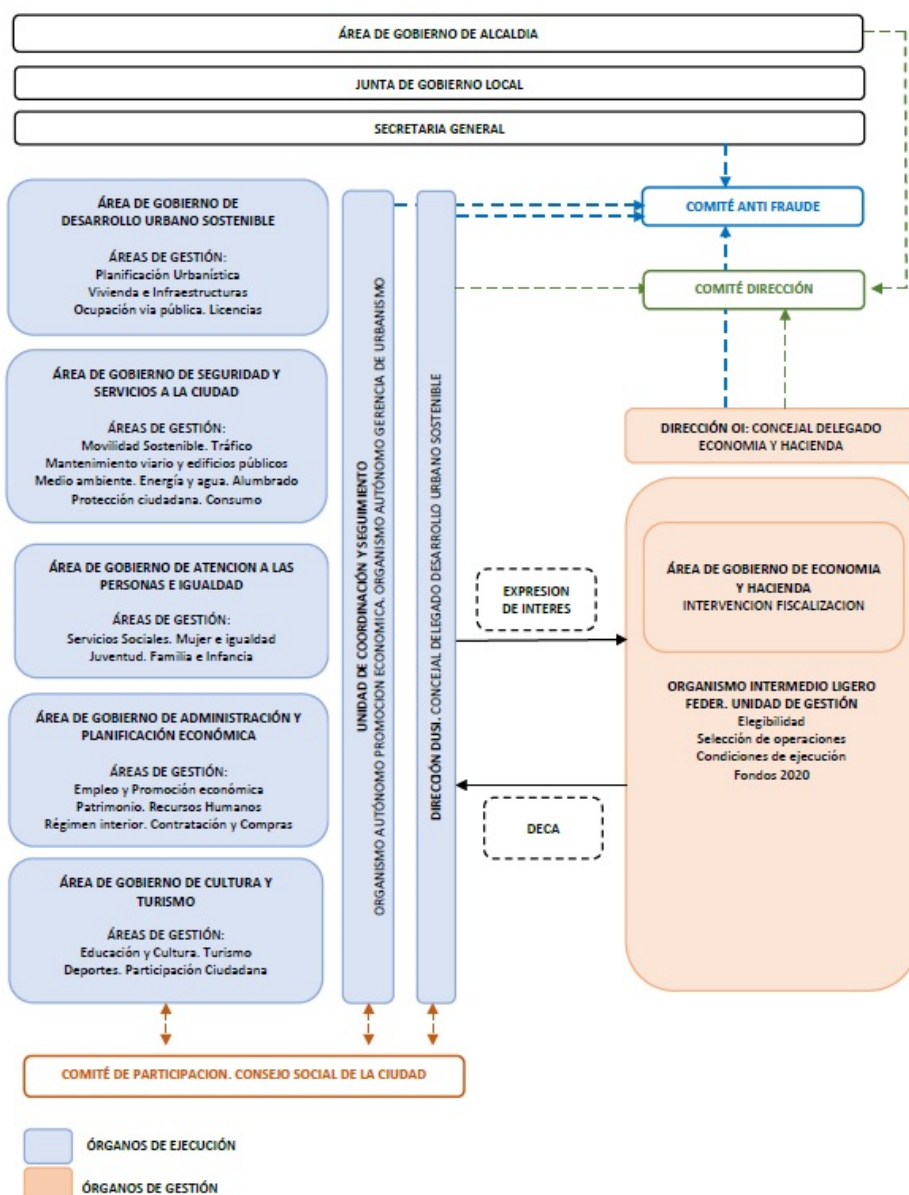 ÁREA DE GOBIERNO DE ALCALDIA
JUNTA DE GOBIERNO LOCAL
SECRETARIA GENERAL
ÁREA DE GOBIERNO DE
DESARROLLO URBANO SOSTENIBLE
ÁREAS DE GESTIÓN:
Planificación Urbanística
Vivienda e Infraestructuras
Ocupación via pública. Licencias
ÁREA DE GOBIERNO DE SEGURIDAD Y
SERVICIOS A LA CIUDAD
ÁREAS DE GESTIÓN:
Movilidad Sostenible. Tráfico
Mantenimiento viario y edificios públicos
Medio ambiente. Energía y agua. Alumbrado
Protección ciudadana. Consumo
ÁREA DE GOBIERNO DE ATENCION A LAS
PERSONAS E IGUALDAD
ÁREAS DE GESTIÓN:
Servicios Sociales. Mujer e igualdad
Juventud. Familia e Infancia
ÁREA DE GOBIERNO DE ADMINISTRACIÓN Y
PLANIFICACIÓN ECONÓMICA
ÁREAS DE GESTIÓN:
Empleo y Promoción económica
Patrimonio. Recursos Humanos
Régimen interior. Contratación y Compras
ÁREA DE GOBIERNO DE CULTURA Y
TURISMO
ÁREAS DE GESTIÓN:
Educación y Cultura. Turismo
Deportes. Participación Ciudadana
UNIDAD DE COORDINACIÓN Y SEGUIMIENTO
ORGANISMO AUTÓNOMO PROMOCION ECONOMICA, ORGANISMO AUTÓNOMO GERENCIA DE URBANISMO
DIRECCIÓN DUSI. CONCEJAL DELEGADO DESARROLLO URBANO SOSTENIBLE
COMITÉ ANTI FRAUDE
COMITÉ DIRECCIÓN
DIRECCIÓN OI: CONCEJAL DELEGADO
ECONOMIA Y HACIENDA
EXPRESION
DE INTERES
DECA
ÁREA DE GOBIERNO DE ECONOMIA
Y HACIENDA
INTERVENCION FISCALIZACION
ORGANISMO INTERMEDIO LIGERO
FEDER. UNIDAD DE GESTIÓN
Elegibilidad
Selección de operaciones
Condiciones de ejecución
Fondos 2020
COMITÉ DE PARTICIPACION. CONSEJO SOCIAL DE LA CIUDAD
ÓRGANOS DE EJECUCIÓN
ÓRGANOS DE GESTIÓN